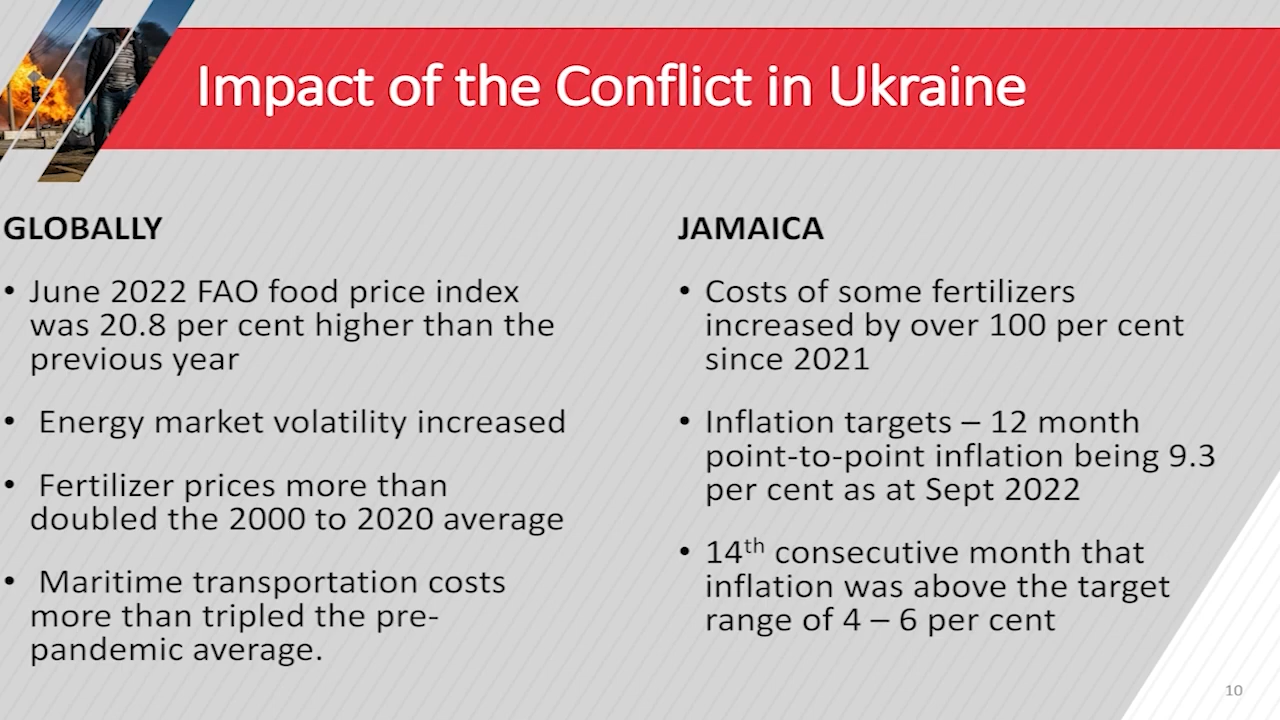 Impact of the Conflict in Ukraine
GLOBALLY
• June 2022 FAO food price index
was 20.8 per cent higher than the
previous year
• Energy market volatility increased
• Fertilizer prices more than
doubled the 2000 to 2020 average
• Maritime transportation costs
more than tripled the pre-
pandemic average.
JAMAICA
• Costs of some fertilizers
increased by over 100 per cent
since 2021
• Inflation targets – 12 month
point-to-point inflation being 9.3
per cent as at Sept 2022
• 14th consecutive month that
inflation was above the target
range of 4 – 6 per cent
10